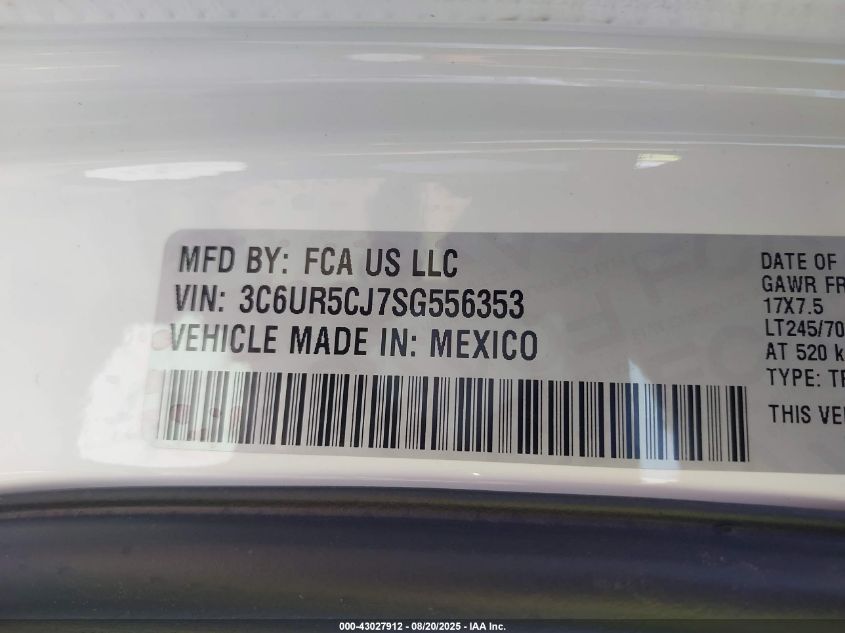 MFD BY: FCA US LLC
VIN: 3C6UR5CJ7SG556353
VEHICLE MADE IN: MEXICO
DATE OF
GAWR FR
17X7.5
LT245/70
AT 520 k
TYPE: TR
THIS VE
000-43027912 - 08/20/2025 - IAA Inc.